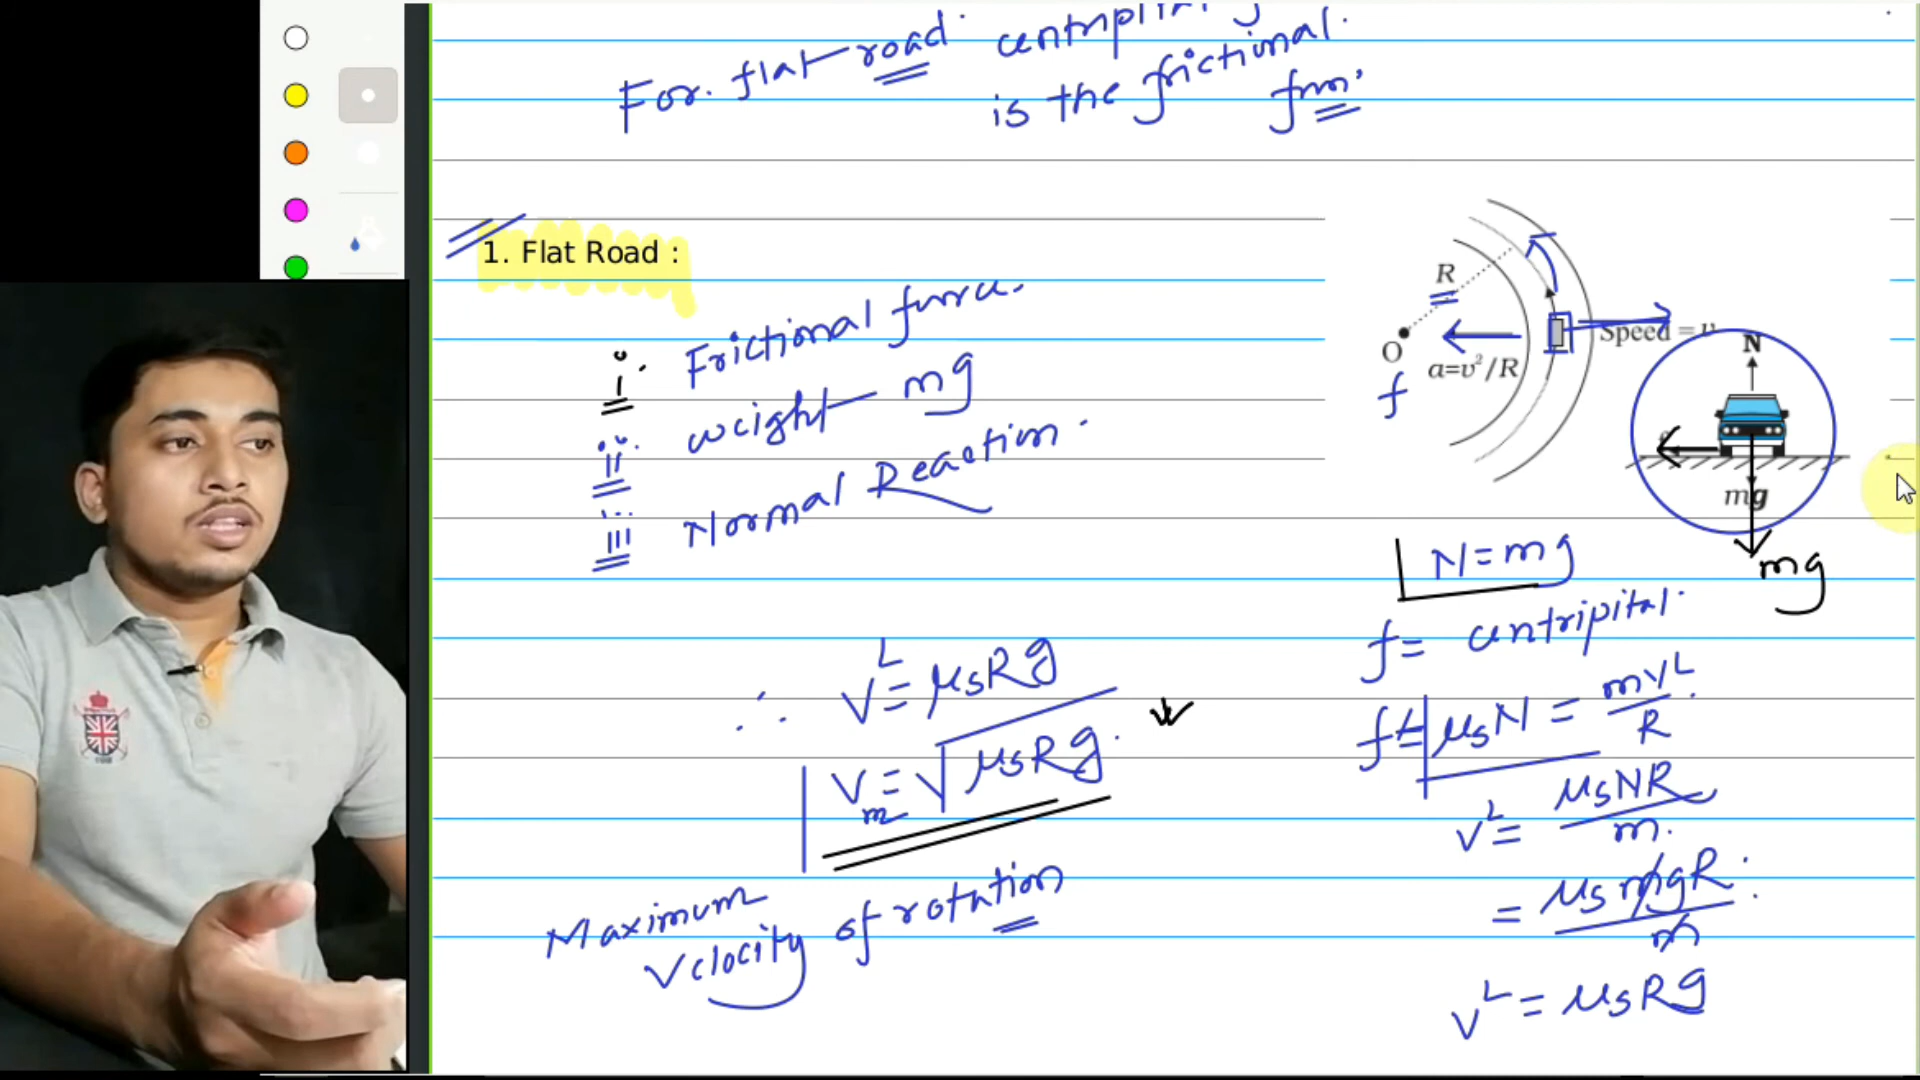 For. flat road. centripital
is the frictional
1. Flat Road :
i. Frictional
ii. weight mg
iii Normal Reaction.
R
O
a=v²/R
f
Speed = v
N
mg
mg
N = mg
f = centripital.
f ≤ μsN = mv²/R
v² = μsNR/m.
= μsmgR/m
v² = μsRg
∴ v² = μsRg
Vm = √μsRg.
Maximum
Velocity of rotation